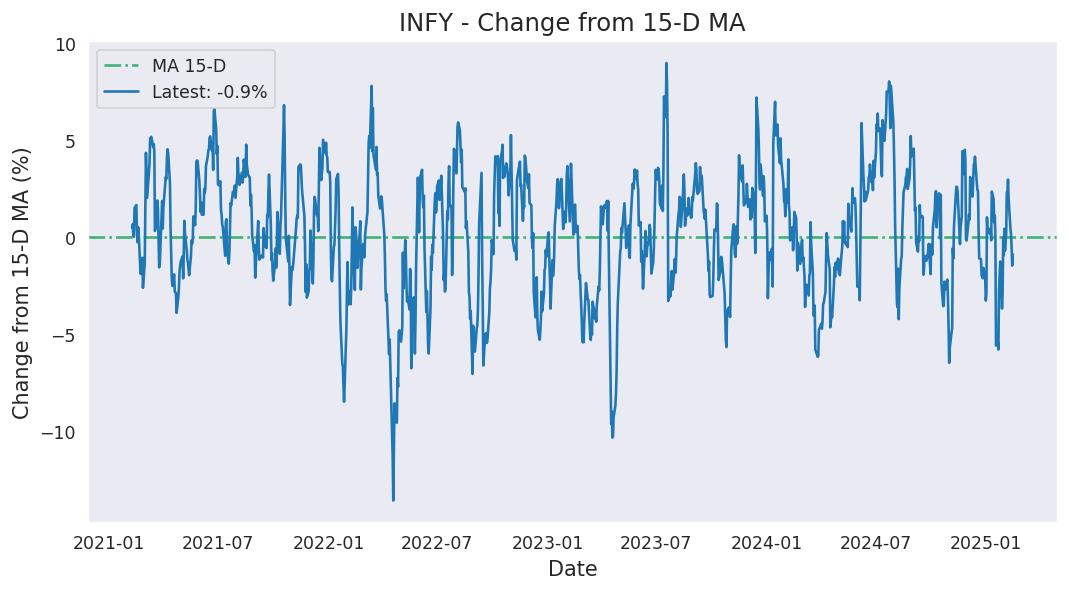 INFY - Change from 15-D MA
MA 15-D
Latest: -0.9%
Change from 15-D MA (%)
10
5
0
−5
−10
2021-01 2021-07 2022-01 2022-07 2023-01 2023-07 2024-01 2024-07 2025-01
Date